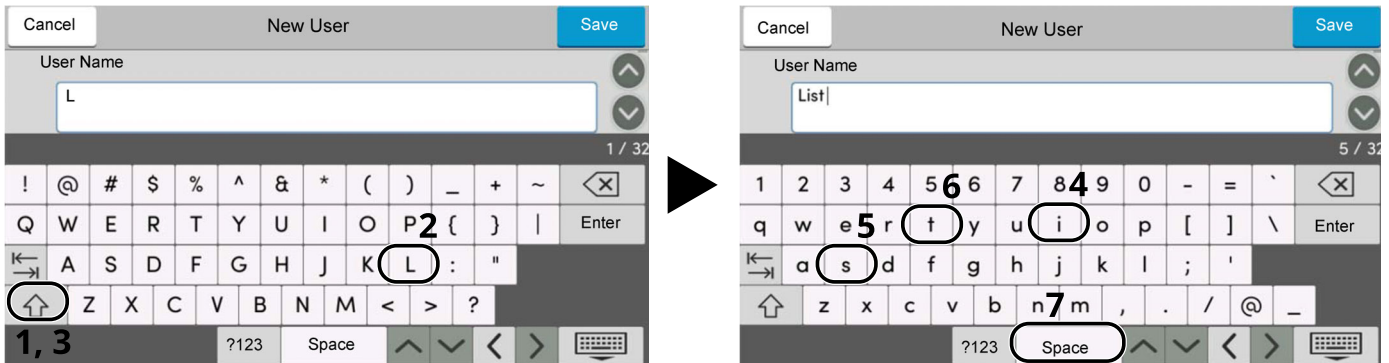 Cancel New User Save
User Name
L
1 / 32
! @ # $ % ^ & * ( ) _ + ~
Q W E R T Y U I O P 2 { } | Enter
A S D F G H J K L : "
Z X C V B N M < > ?
1, 3 ?123 Space
Cancel New User Save
User Name
List
5 / 32
1 2 3 4 5 6 6 7 8 4 9 0 - = `
q w e 5 r t y u i o p [ ] \ Enter
a s d f g h j k l ; '
z x c v b n 7 m , . / @ _
?123 Space